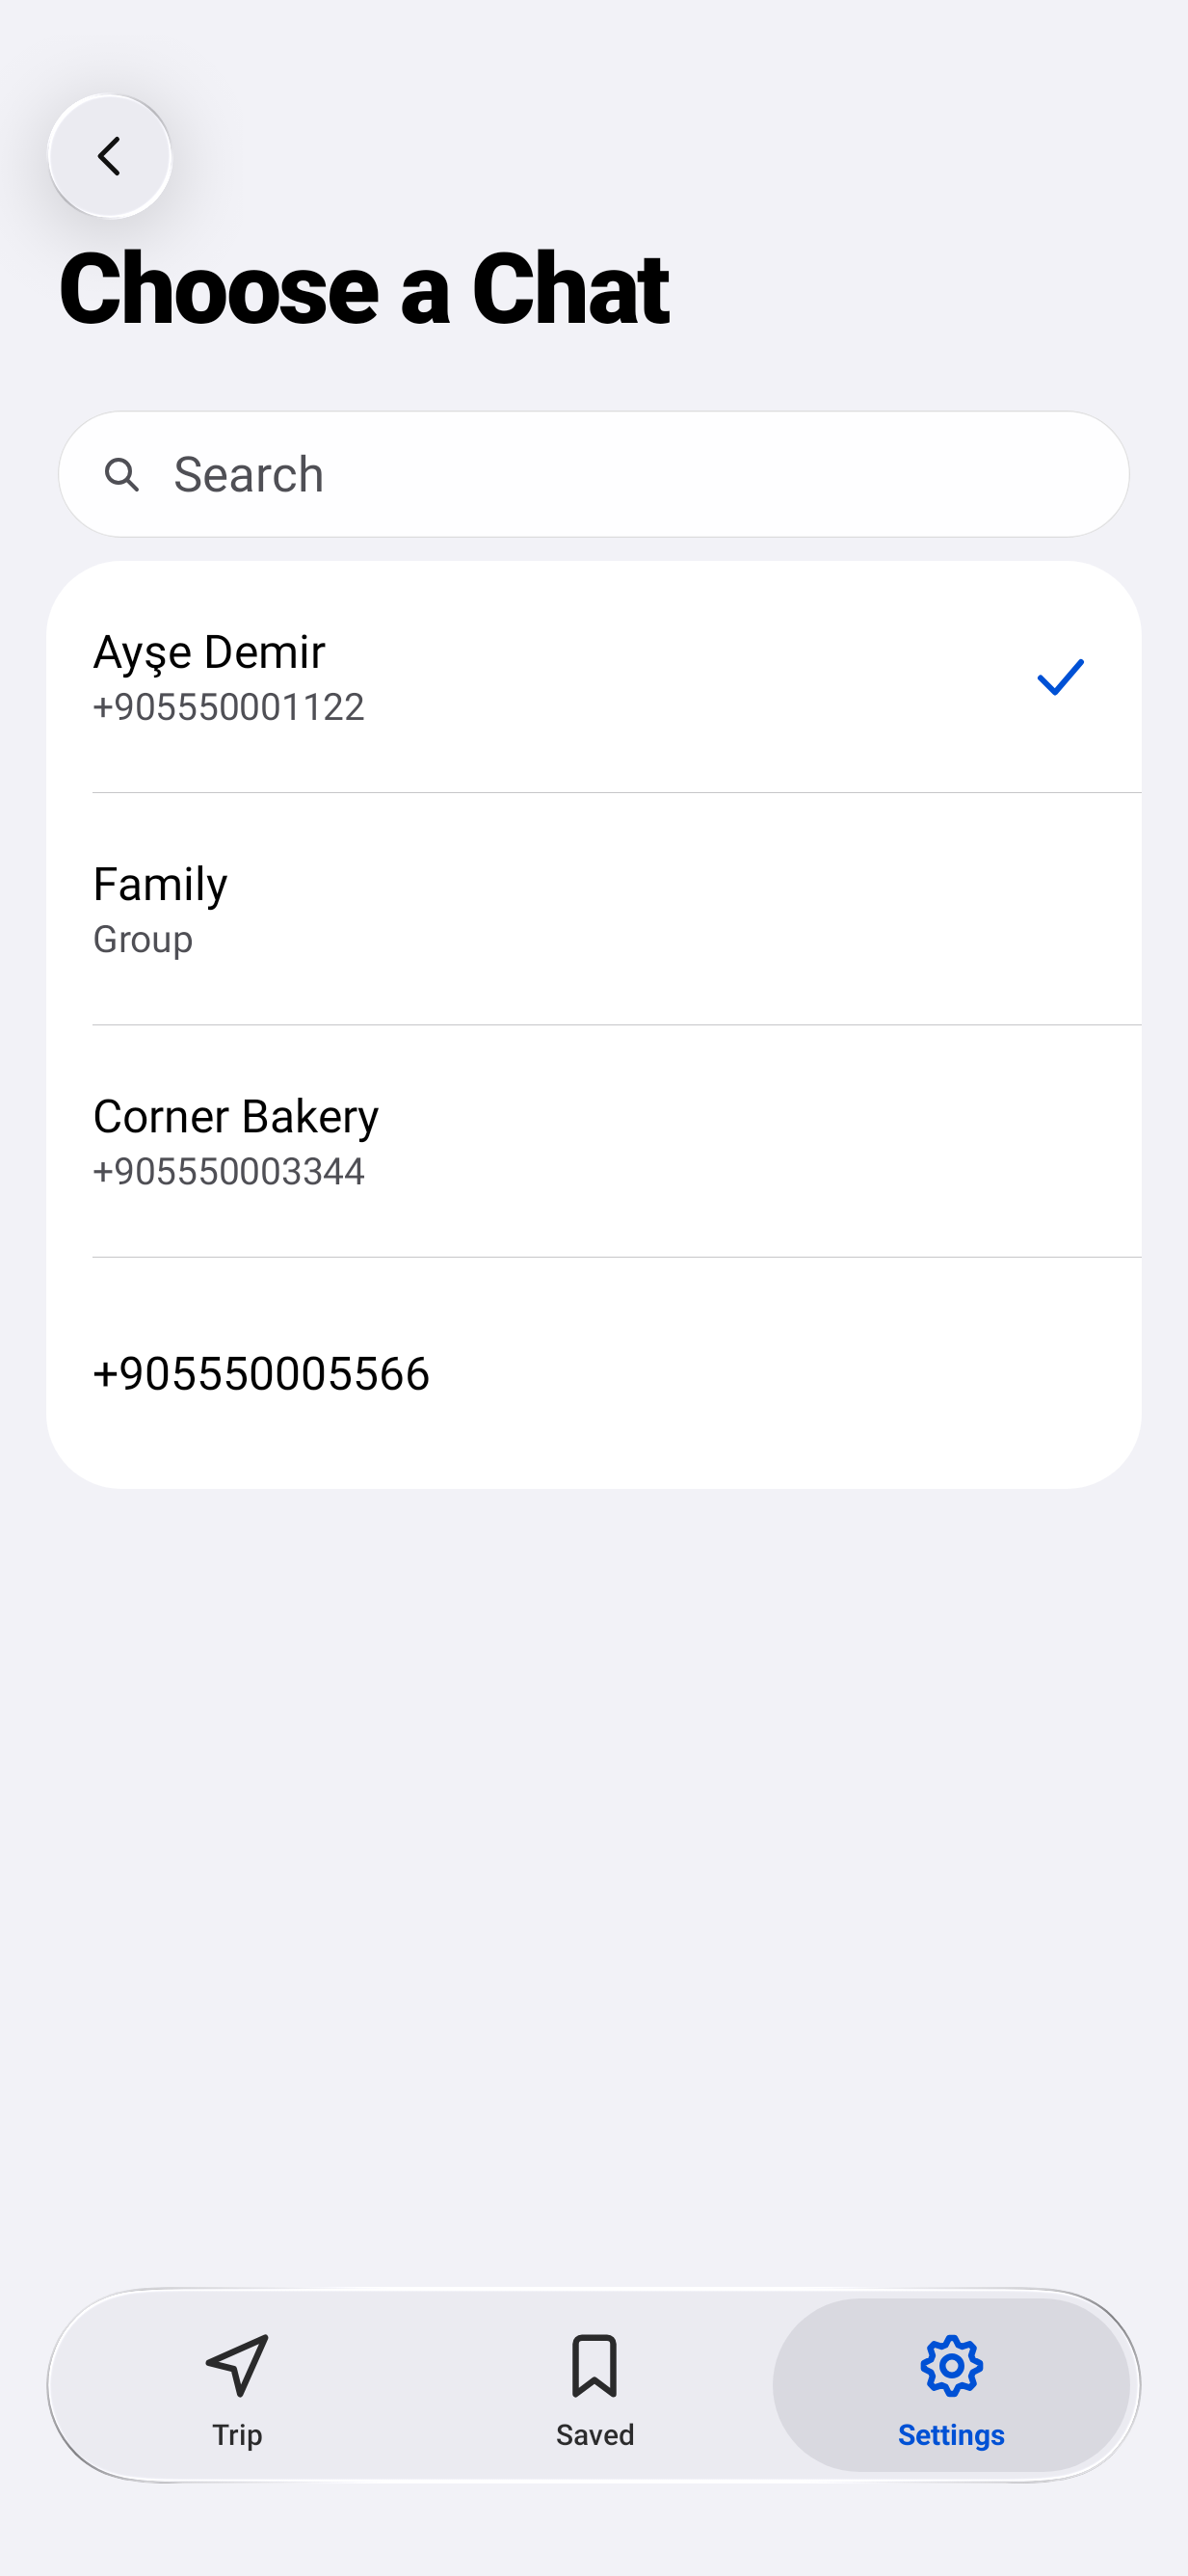 Choose a Chat
Search
Ayşe Demir
+905550001122
Family
Group
Corner Bakery
+905550003344
+905550005566
Trip
Saved
Settings